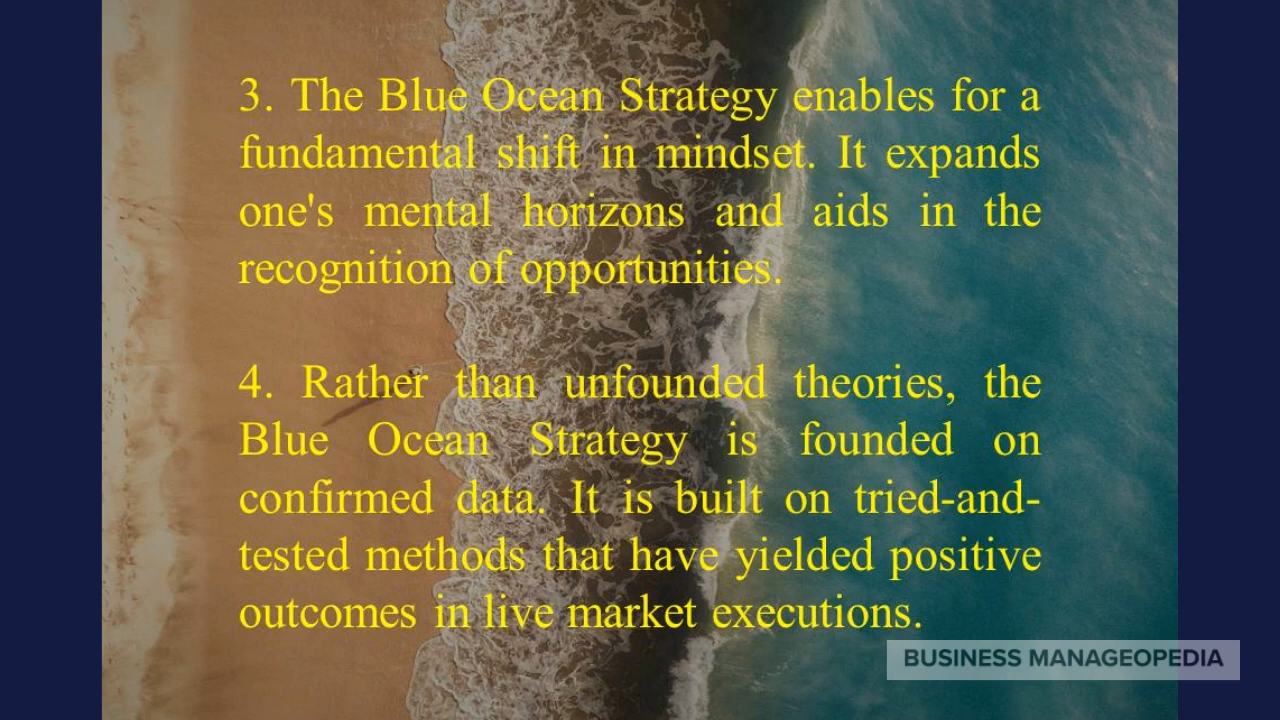 3. The Blue Ocean Strategy enables for a
fundamental shift in mindset. It expands
one's mental horizons and aids in the
recognition of opportunities.
4. Rather than unfounded theories, the
Blue Ocean Strategy is founded on
confirmed data. It is built on tried-and-
tested methods that have yielded positive
outcomes in live market executions.
BUSINESS MANAGEOPEDIA